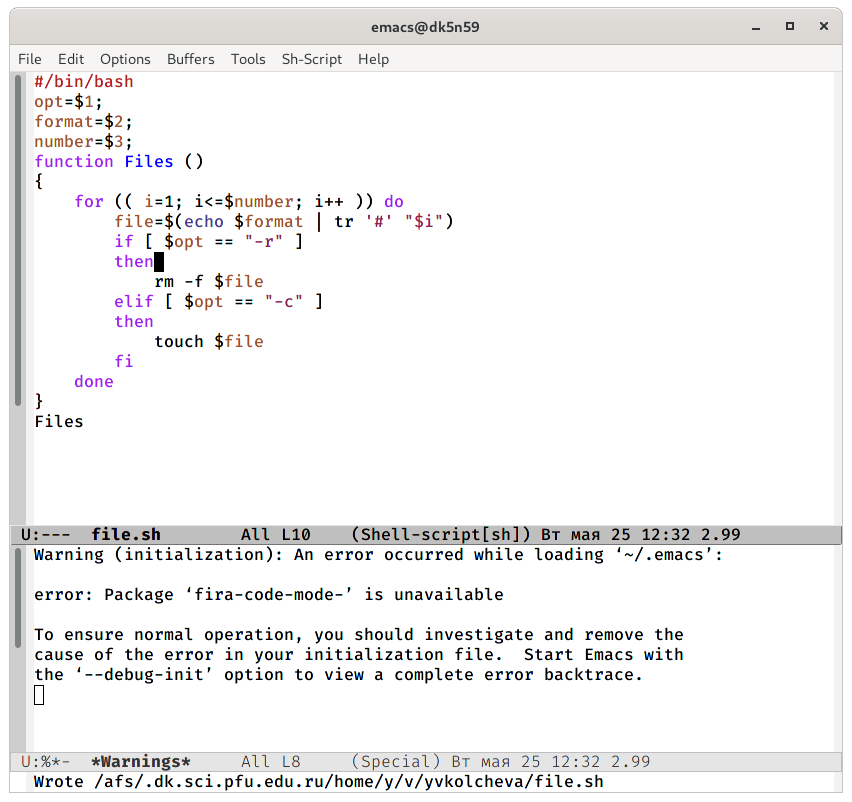 emacs@dk5n59
File Edit Options Buffers Tools Sh-Script Help
#/bin/bash
opt=$1;
format=$2;
number=$3;
function Files ()
{
    for (( i=1; i<=$number; i++ )) do
        file=$(echo $format | tr '#' "$i")
        if [ $opt == "-r" ]
        then
            rm -f $file
        elif [ $opt == "-c" ]
        then
            touch $file
        fi
    done
}
Files
U:---  file.sh        All L10    (Shell-script[sh]) Вт мая 25 12:32 2.99
Warning (initialization): An error occurred while loading ‘~/.emacs’:
error: Package ‘fira-code-mode-’ is unavailable
To ensure normal operation, you should investigate and remove the
cause of the error in your initialization file.  Start Emacs with
the ‘--debug-init’ option to view a complete error backtrace.
U:%*-  *Warnings*     All L8     (Special) Вт мая 25 12:32 2.99
Wrote /afs/.dk.sci.pfu.edu.ru/home/y/v/yvkolcheva/file.sh